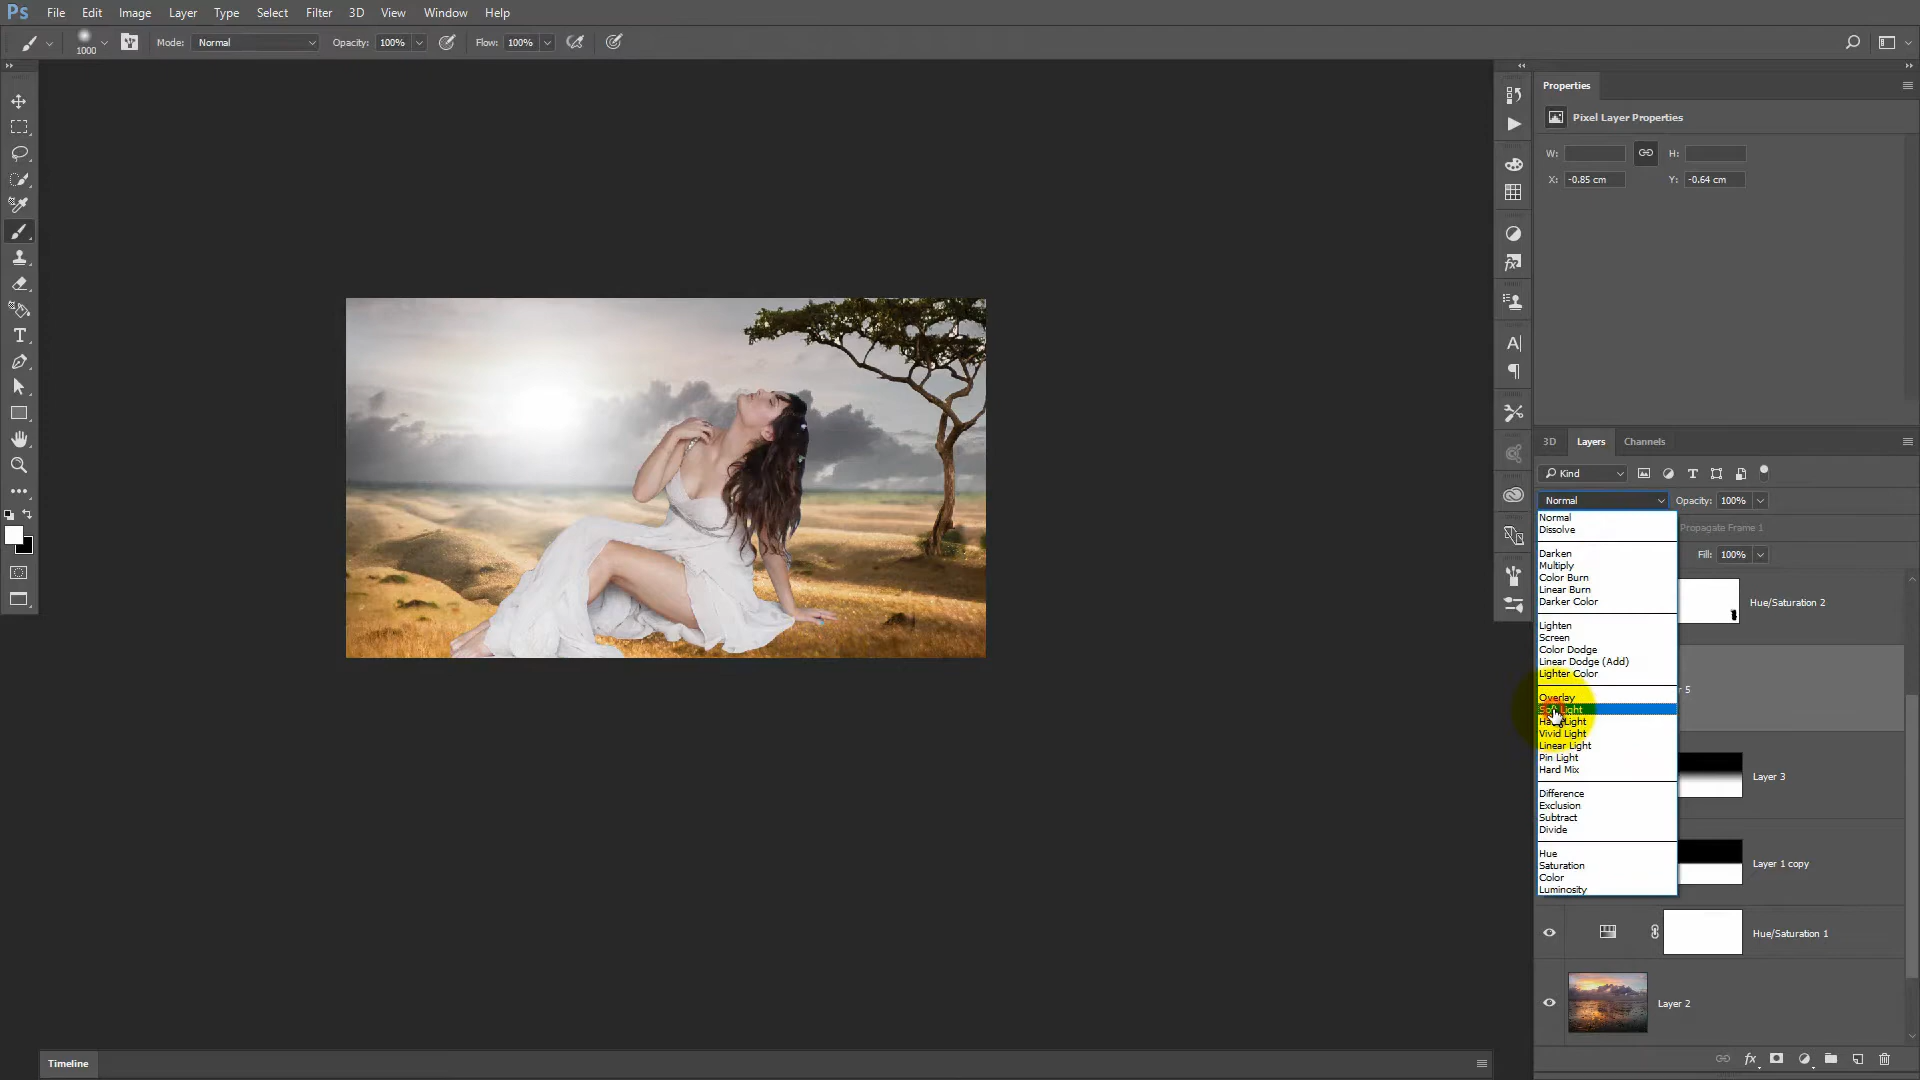 Ps File Edit Image Layer Type Select Filter 3D View Window Help
1000 Mode: Normal Opacity: 100% Flow: 100%
Properties
Pixel Layer Properties
W: H:
X: -0.85 cm Y: -0.64 cm
3D Layers Channels
Kind
Normal Opacity: 100%
Normal
Dissolve
Propagate Frame 1
Fill: 100%
Darken
Multiply
Color Burn
Linear Burn
Darker Color
Hue/Saturation 2
Lighten
Screen
Color Dodge
Linear Dodge (Add)
Lighter Color
Overlay
Soft Light
Hard Light
Vivid Light
Linear Light
Pin Light
Hard Mix
Difference
Exclusion
Subtract
Divide
Hue
Saturation
Color
Luminosity
5
Layer 3
Layer 1 copy
Hue/Saturation 1
Layer 2
Timeline